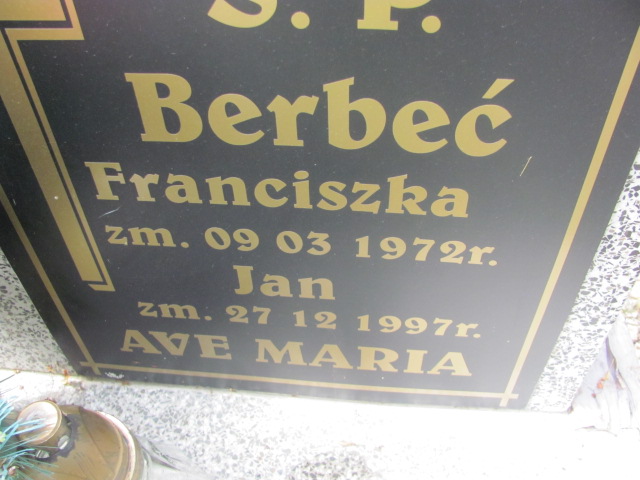 Ś. P.
Berbeć
Franciszka
zm. 09 03 1972r.
Jan
zm. 27 12 1997r.
AVE MARIA